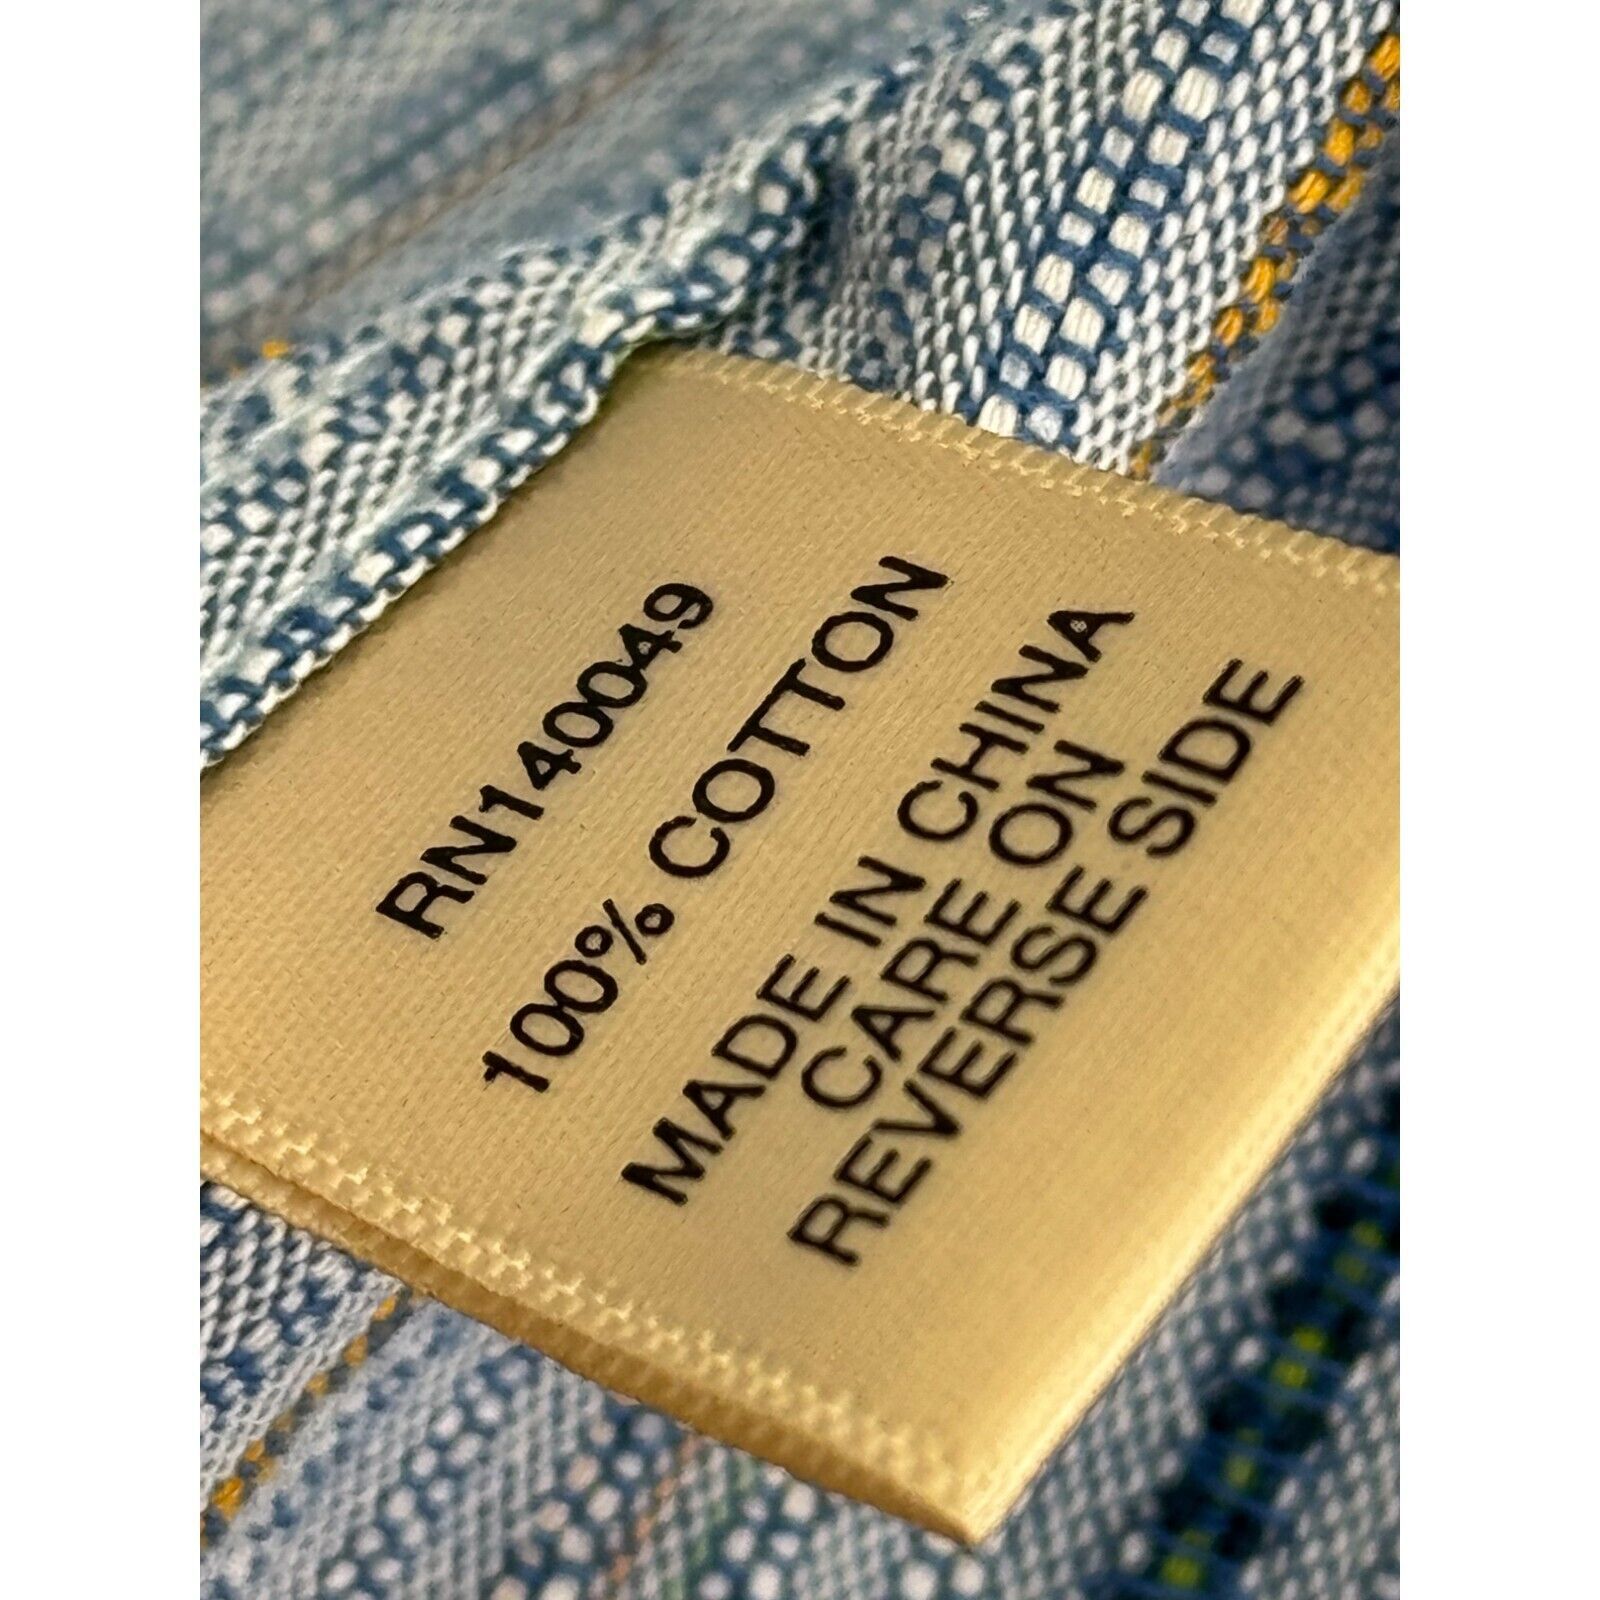 RN140049
100% COTTON
MADE IN CHINA
CARE ON
REVERSE SIDE